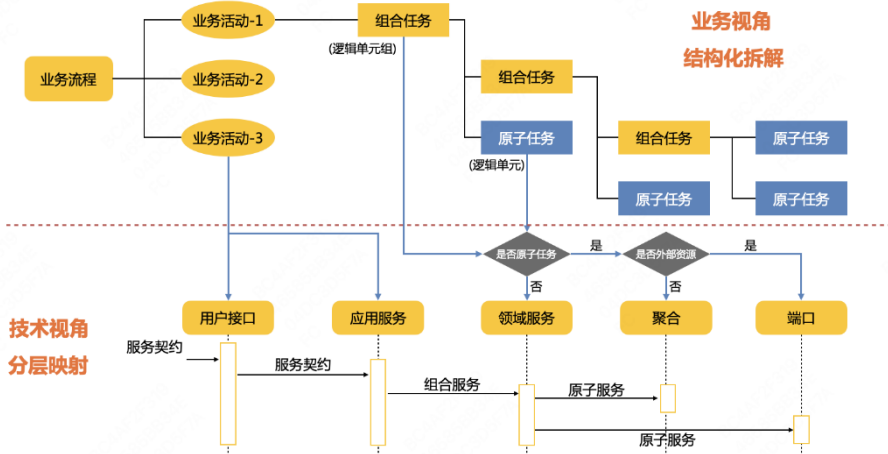 业务活动-1
组合任务
业务视角
(逻辑单元组)
结构化拆解
业务流程
业务活动-2
组合任务
业务活动-3
原子任务
组合任务
原子任务
(逻辑单元)
原子任务
原子任务
是否原子任务
是
是否外部资源
是
否
否
用户接口
应用服务
领域服务
聚合
端口
技术视角
分层映射
服务契约
服务契约
组合服务
原子服务
原子服务